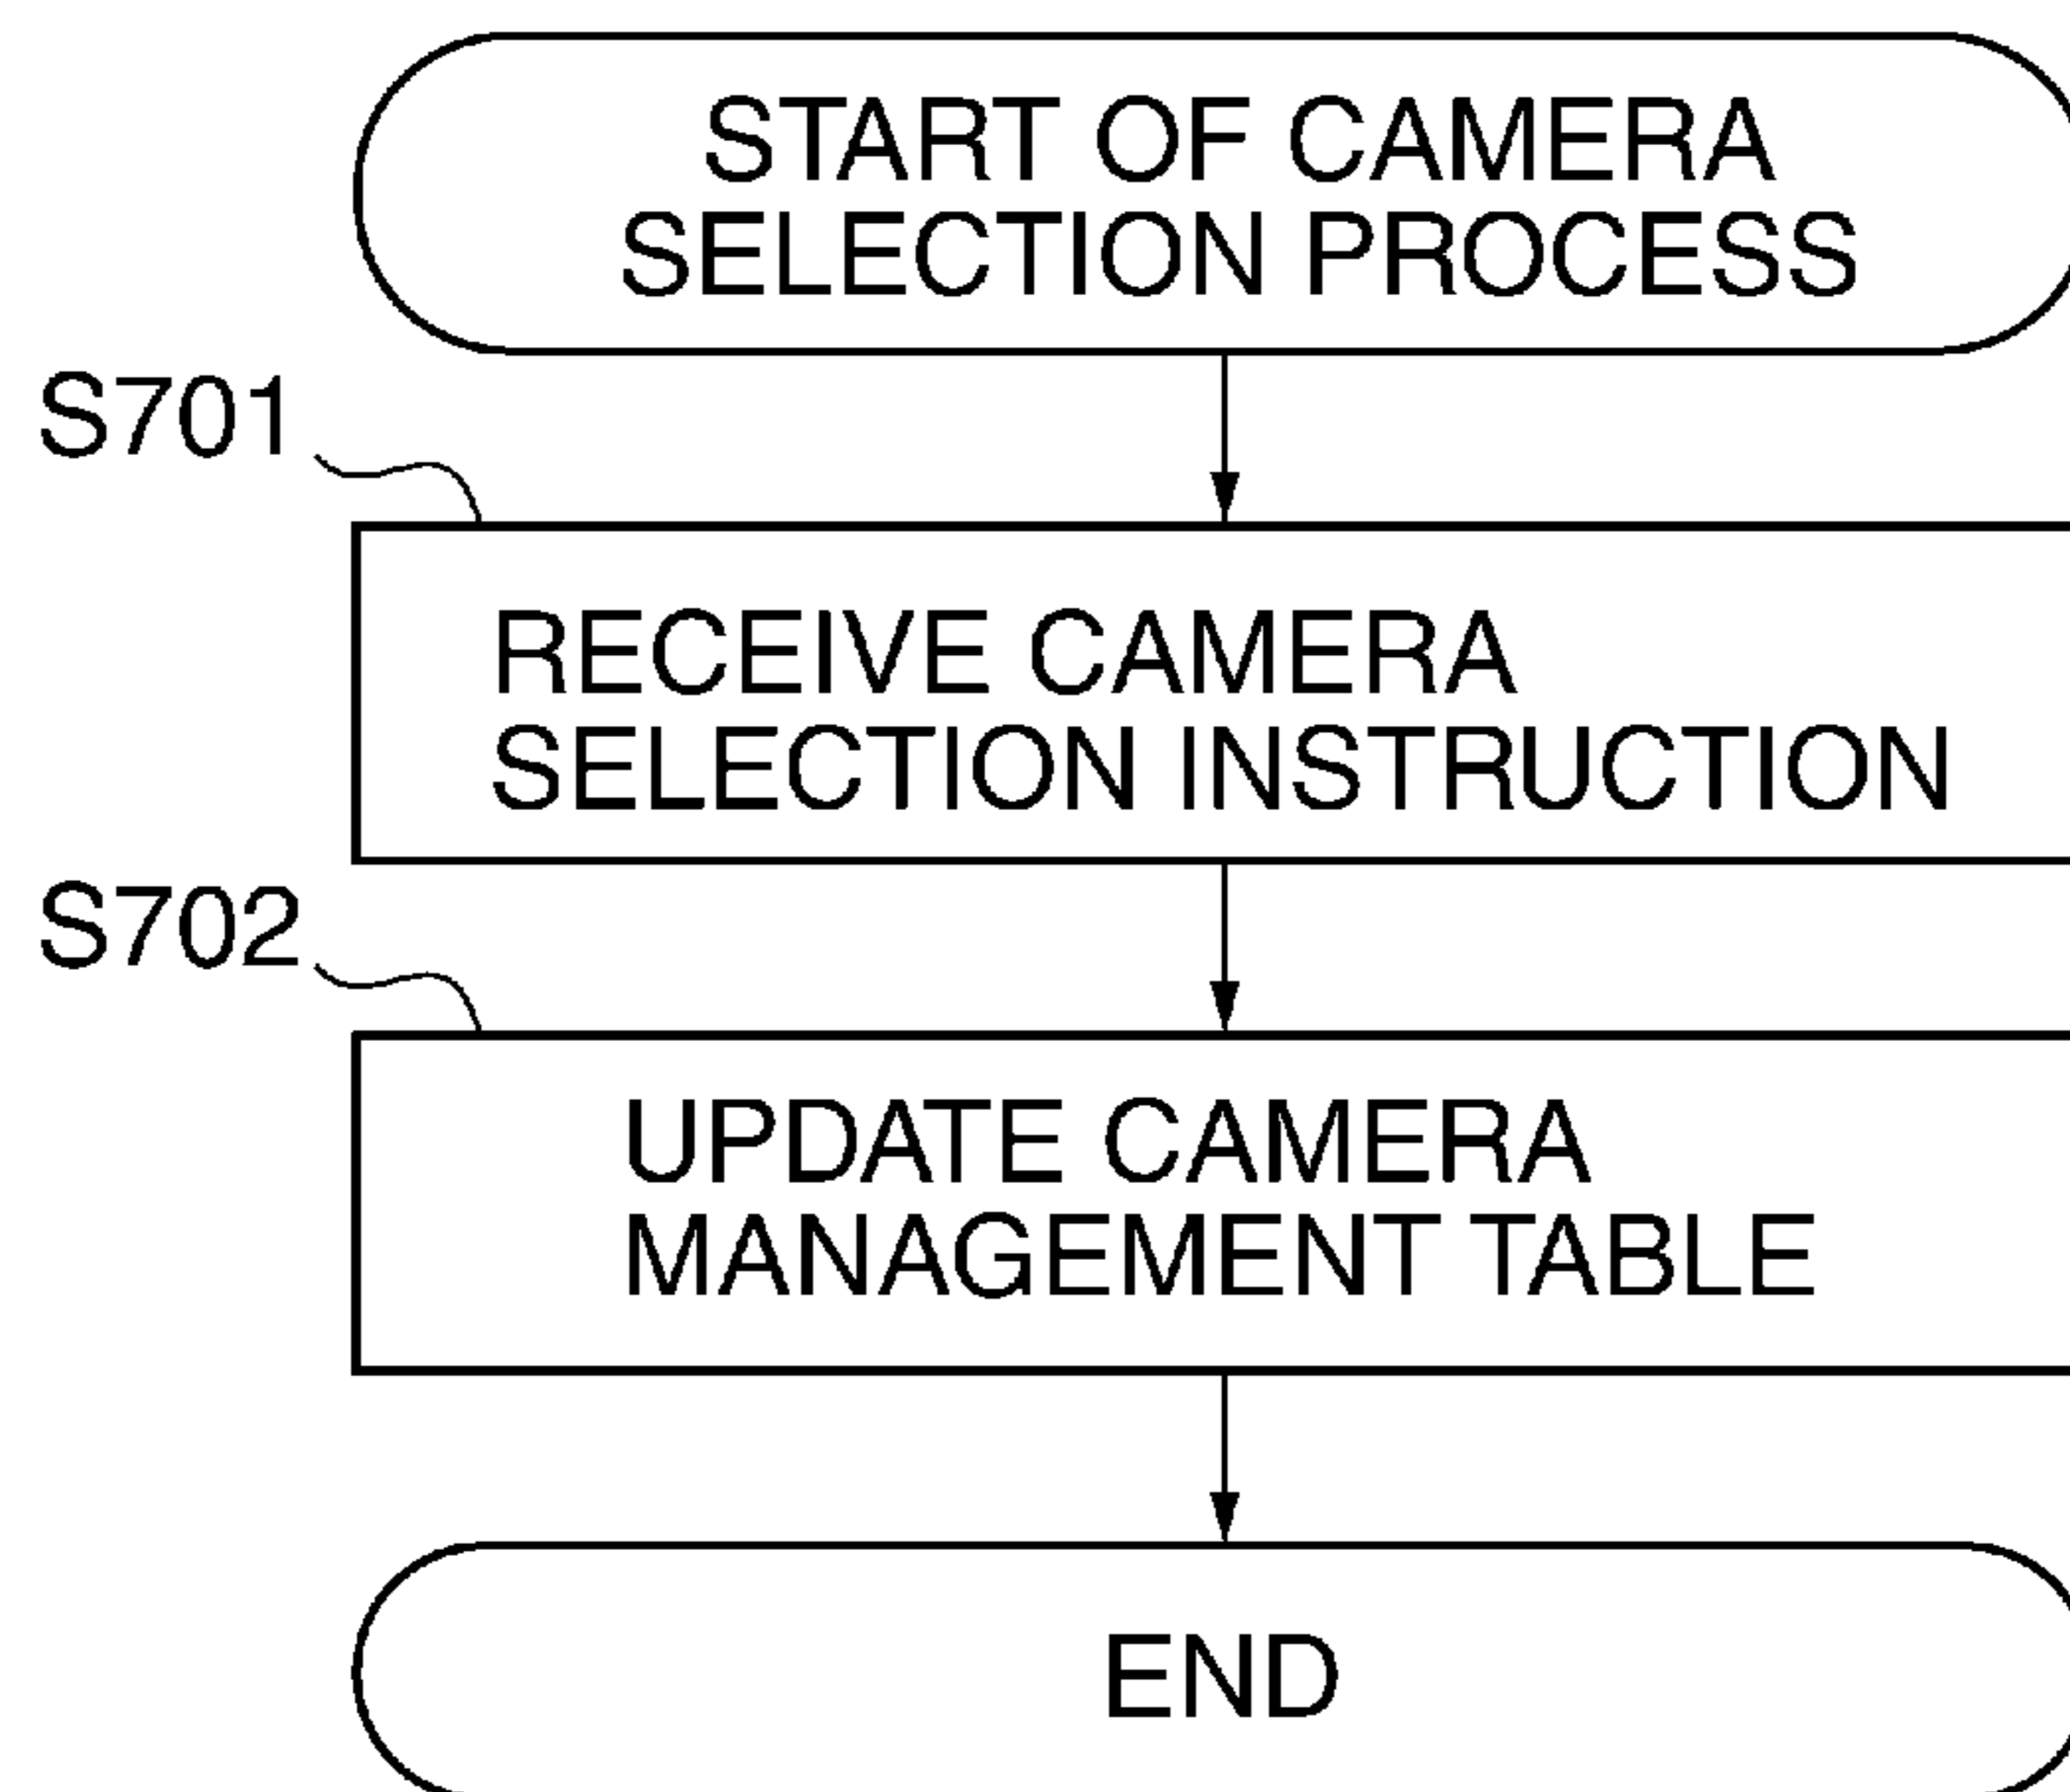 START OF CAMERA
SELECTION PROCESS
S701
RECEIVE CAMERA
SELECTION INSTRUCTION
S702
UPDATE CAMERA
MANAGEMENT TABLE
END